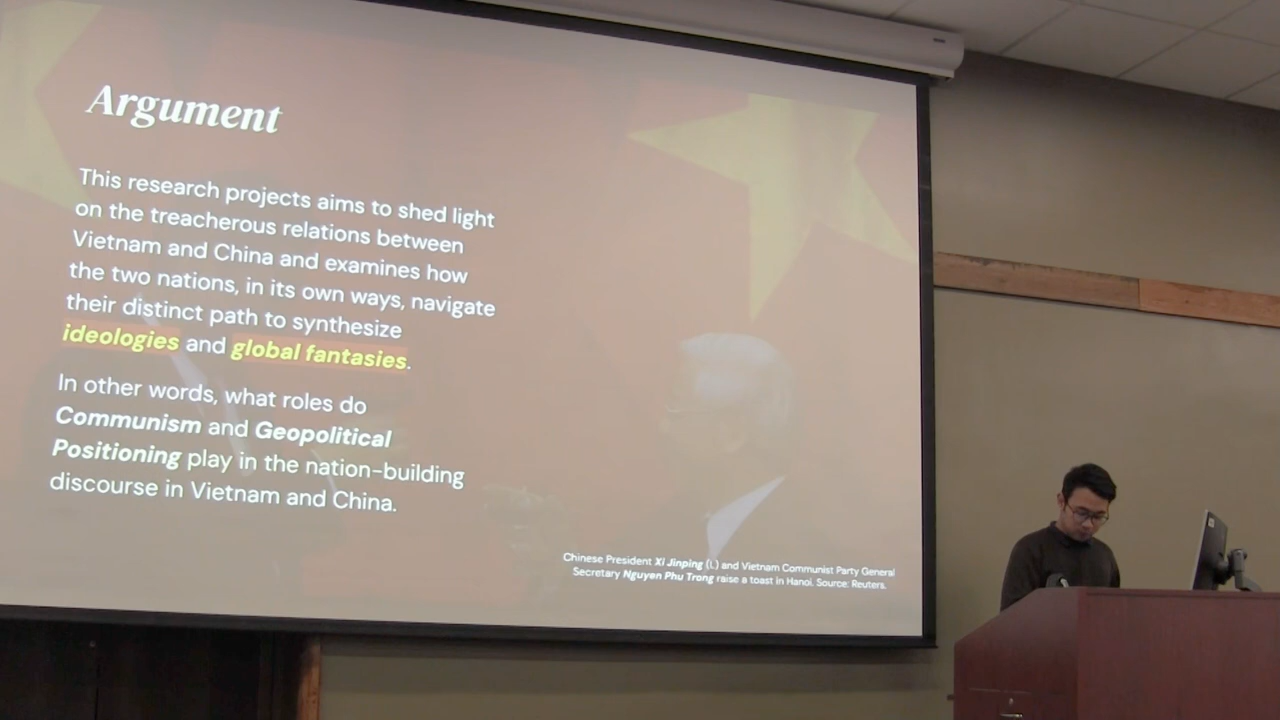 Argument
This research projects aims to shed light
on the treacherous relations between
Vietnam and China and examines how
the two nations, in its own ways, navigate
their distinct path to synthesize
ideologies and global fantasies.
In other words, what roles do
Communism and Geopolitical
Positioning play in the nation-building
discourse in Vietnam and China.
Chinese President Xi Jinping (L) and Vietnam Communist Party General
Secretary Nguyen Phu Trong raise a toast in Hanoi. Source: Reuters.